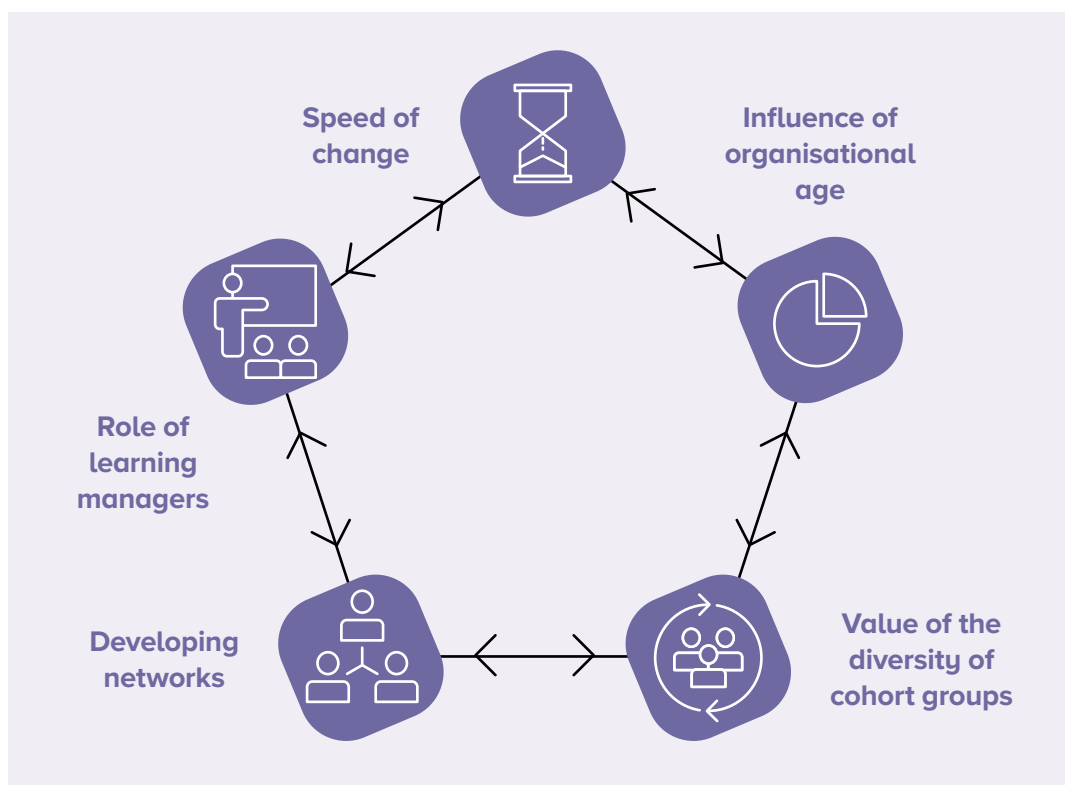 Speed of
change
Influence of
organisational
age
Role of
learning
managers
Developing
networks
Value of the
diversity of
cohort groups